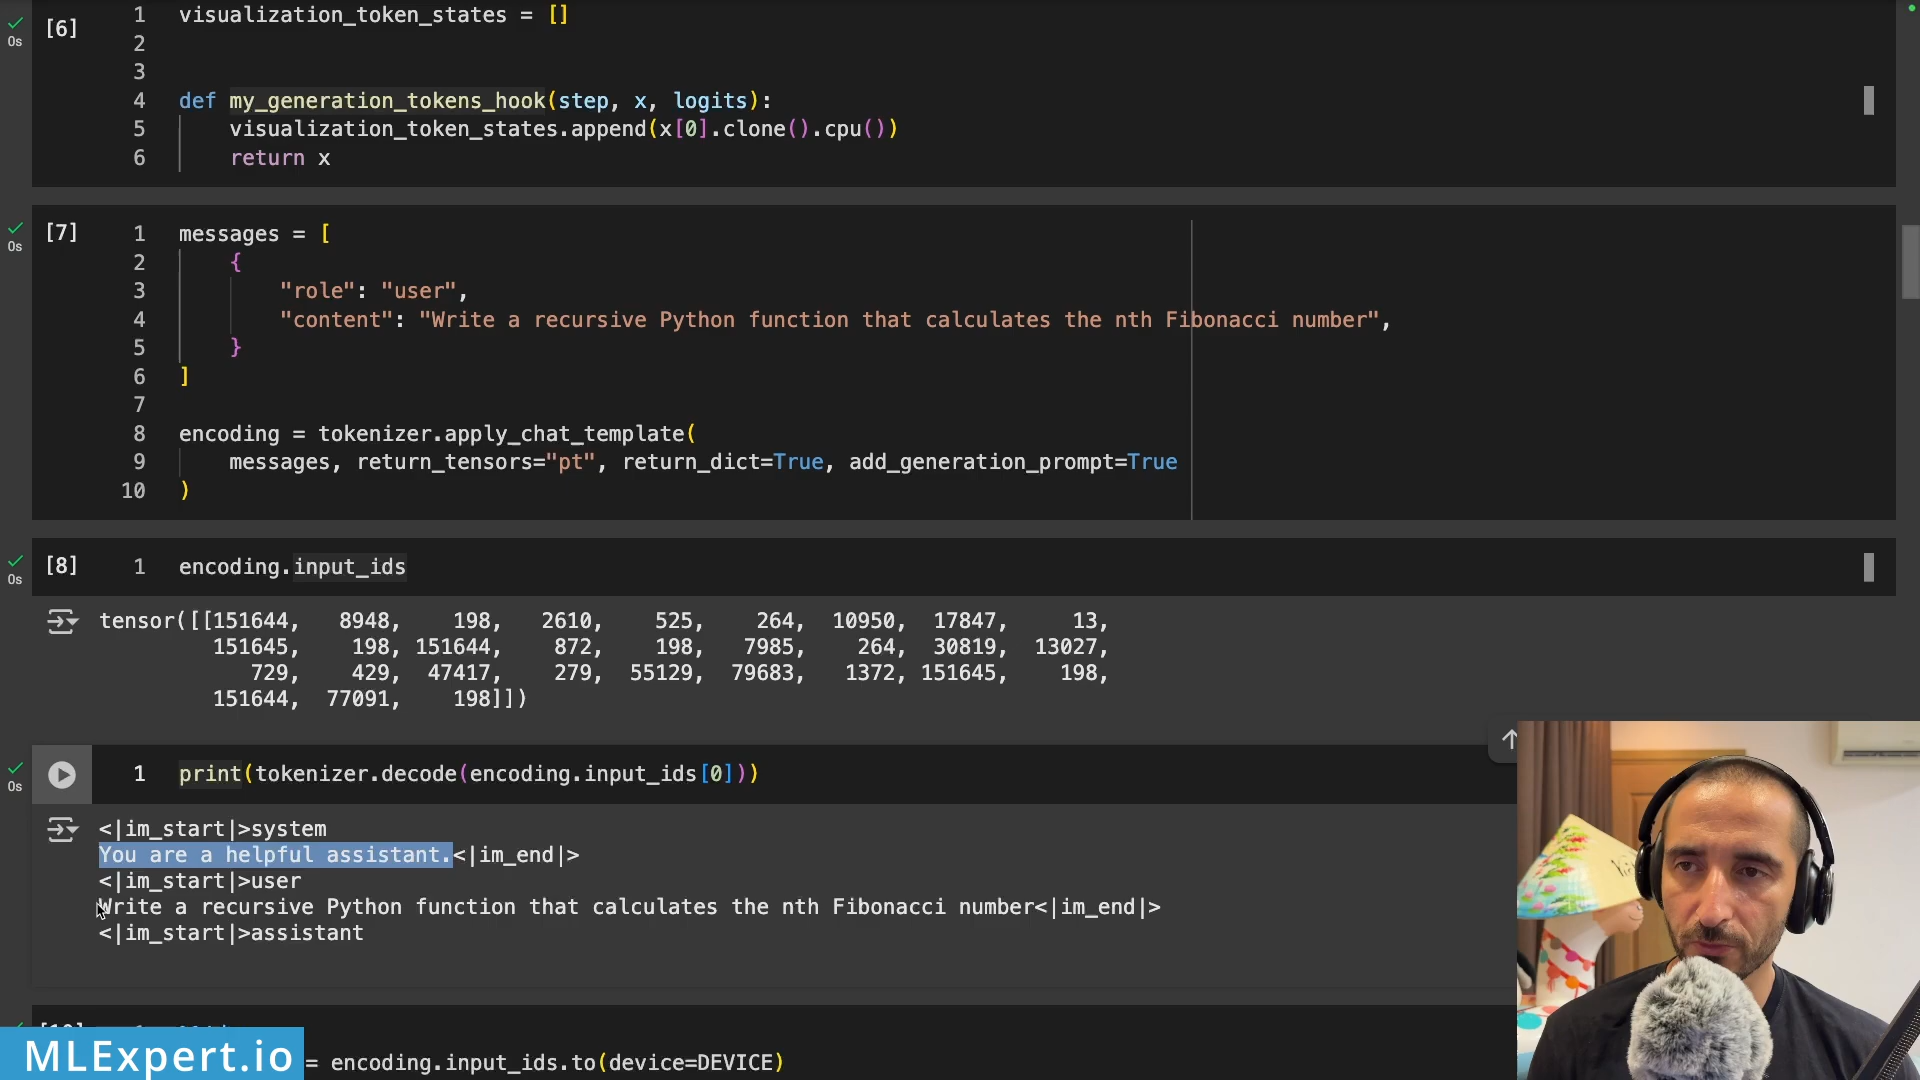 [6]
0s
1 visualization_token_states = []
2
3
4 def my_generation_tokens_hook(step, x, logits):
5 visualization_token_states.append(x[0].clone().cpu())
6 return x
[7]
0s
1 messages = [
2 {
3 "role": "user",
4 "content": "Write a recursive Python function that calculates the nth Fibonacci number",
5 }
6 ]
7
8 encoding = tokenizer.apply_chat_template(
9 messages, return_tensors="pt", return_dict=True, add_generation_prompt=True
10 )
[8]
0s
1 encoding.input_ids
tensor([[151644, 8948, 198, 2610, 525, 264, 10950, 17847, 13,
151645, 198, 151644, 872, 198, 7985, 264, 30819, 13027,
729, 429, 47417, 279, 55129, 79683, 1372, 151645, 198,
151644, 77091, 198]])
0s
1 print(tokenizer.decode(encoding.input_ids[0]))
<|im_start|>system
You are a helpful assistant.<|im_end|>
<|im_start|>user
Write a recursive Python function that calculates the nth Fibonacci number<|im_end|>
<|im_start|>assistant
= encoding.input_ids.to(device=DEVICE)
MLExpert.io